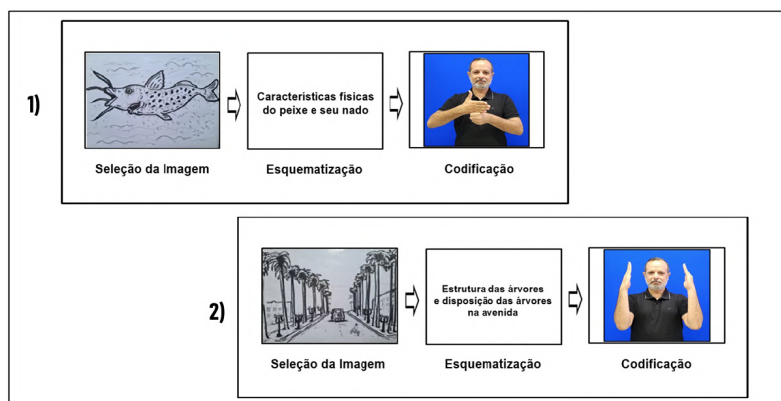 1)
Características físicas
do peixe e seu nado
Seleção da Imagem
Esquematização
Codificação
2)
Estrutura das árvores
e disposição das árvores
na avenida
Seleção da Imagem
Esquematização
Codificação